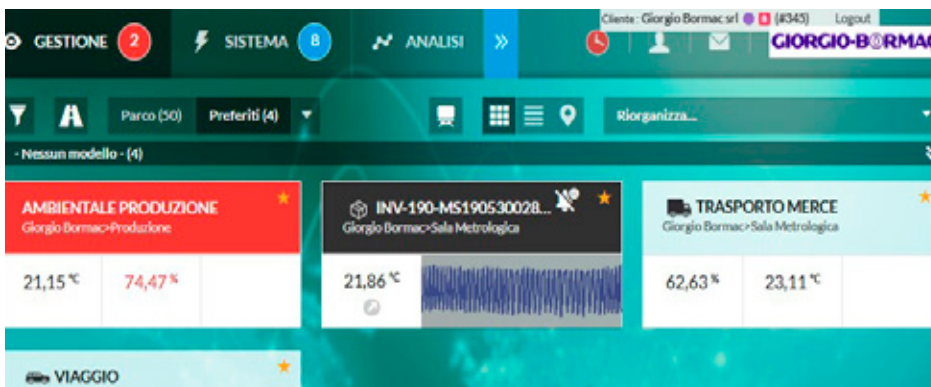 Cliente: Giorgio Bormac srl (#345) Logout
GESTIONE 2 SISTEMA 8 ANALISI » GIORGIO-BORMAC
Parco (50) Preferiti (4) Riorganizza...
- Nessun modello - (4)
AMBIENTALE PRODUZIONE
Giorgio Bormac>Produzione
21,15 °C 74,47 %
INV-190-MS190530028...
Giorgio Bormac>Sala Metrologica
21,86 °C
TRASPORTO MERCE
Giorgio Bormac>Sala Metrologica
62,63 % 23,11 °C
VIAGGIO